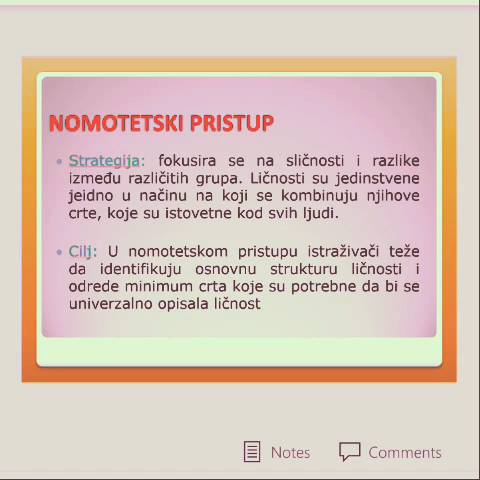 NOMOTETSKI PRISTUP
Strategija: fokusira se na sličnosti i razlike
između različitih grupa. Ličnosti su jedinstvene
jeidno u načinu na koji se kombinuju njihove
crte, koje su istovetne kod svih ljudi.
Cilj: U nomotetskom pristupu istraživači teže
da identifikuju osnovnu strukturu ličnosti i
odrede minimum crta koje su potrebne da bi se
univerzalno opisala ličnost
Notes
Comments